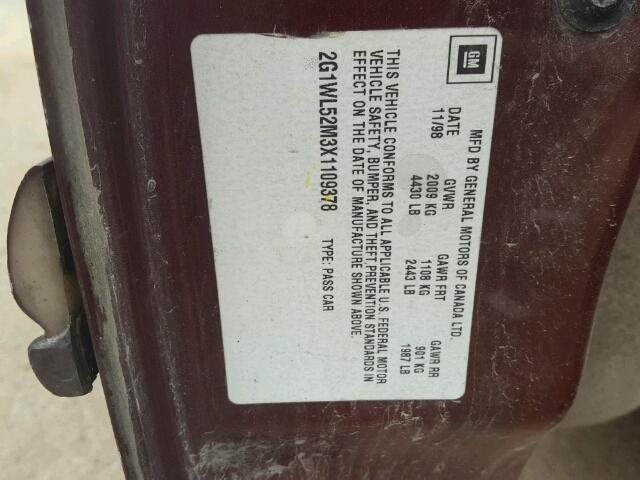 GM
MFD BY GENERAL MOTORS OF CANADA LTD.
DATE GVWR GAWR FRT GAWR RR
11/98 2009 KG 1108 KG 901 KG
4430 LB 2443 LB 1987 LB
THIS VEHICLE CONFORMS TO ALL APPLICABLE U.S. FEDERAL MOTOR
VEHICLE SAFETY, BUMPER, AND THEFT PREVENTION STANDARDS IN
EFFECT ON THE DATE OF MANUFACTURE SHOWN ABOVE.
2G1WL52M3X1109378 TYPE: PASS CAR